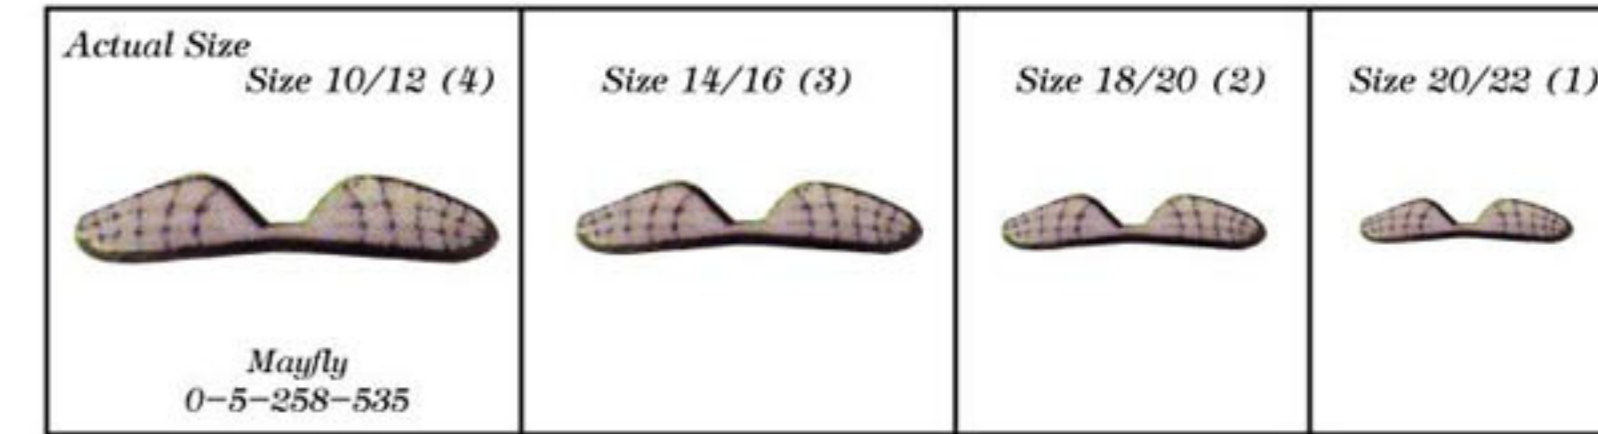 Actual Size
Size 10/12 (4)
Size 14/16 (3)
Size 18/20 (2)
Size 20/22 (1)
Mayfly
0-5-258-535